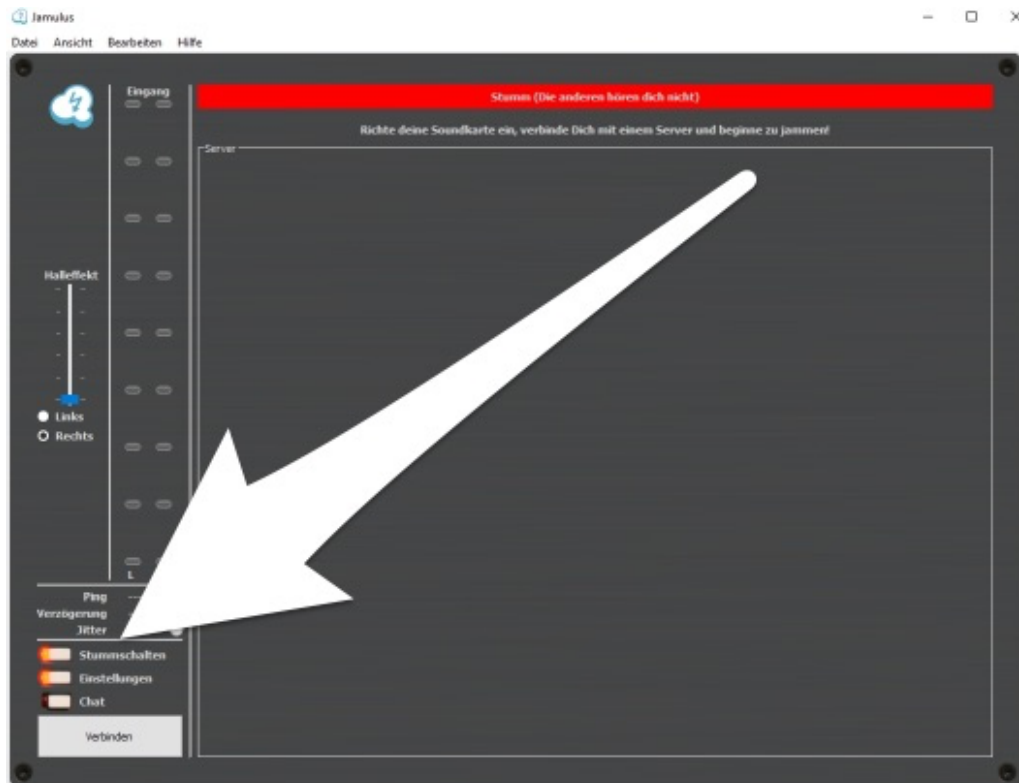 Jamulus
Datei Ansicht Bearbeiten Hilfe
Eingang
Stumm (Die anderen hören dich nicht)
Richte deine Soundkarte ein, verbinde Dich mit einem Server und beginne zu jammen!
Server
Halleffekt
Links
Rechts
L
Ping ---
Verzögerung
Jitter
Stummschalten
Einstellungen
Chat
Verbinden